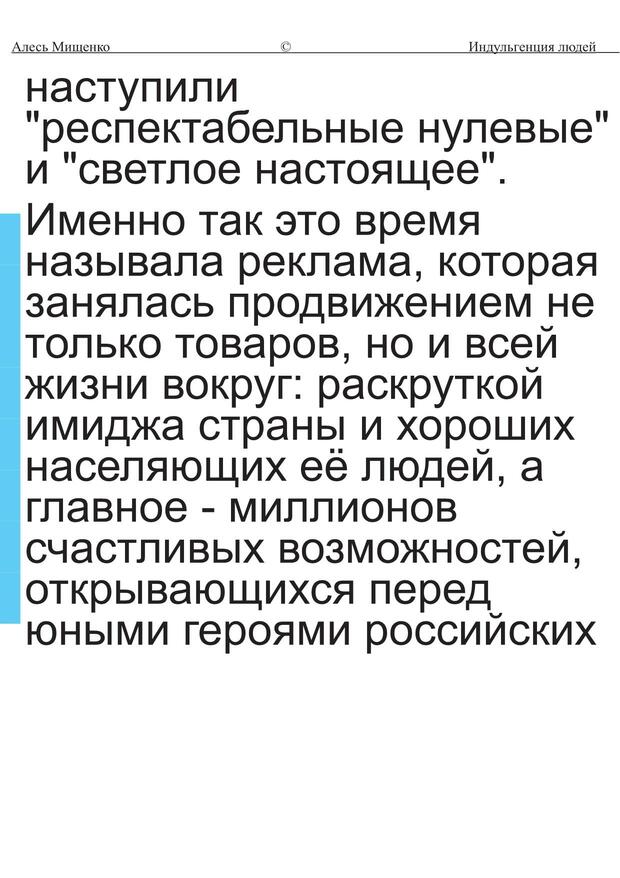 Алесь Мищенко © Индульгенция людей
наступили
"респектабельные нулевые"
и "светлое настоящее".
Именно так это время
называла реклама, которая
занялась продвижением не
только товаров, но и всей
жизни вокруг: раскруткой
имиджа страны и хороших
населяющих её людей, а
главное - миллионов
счастливых возможностей,
открывающихся перед
юными героями российских